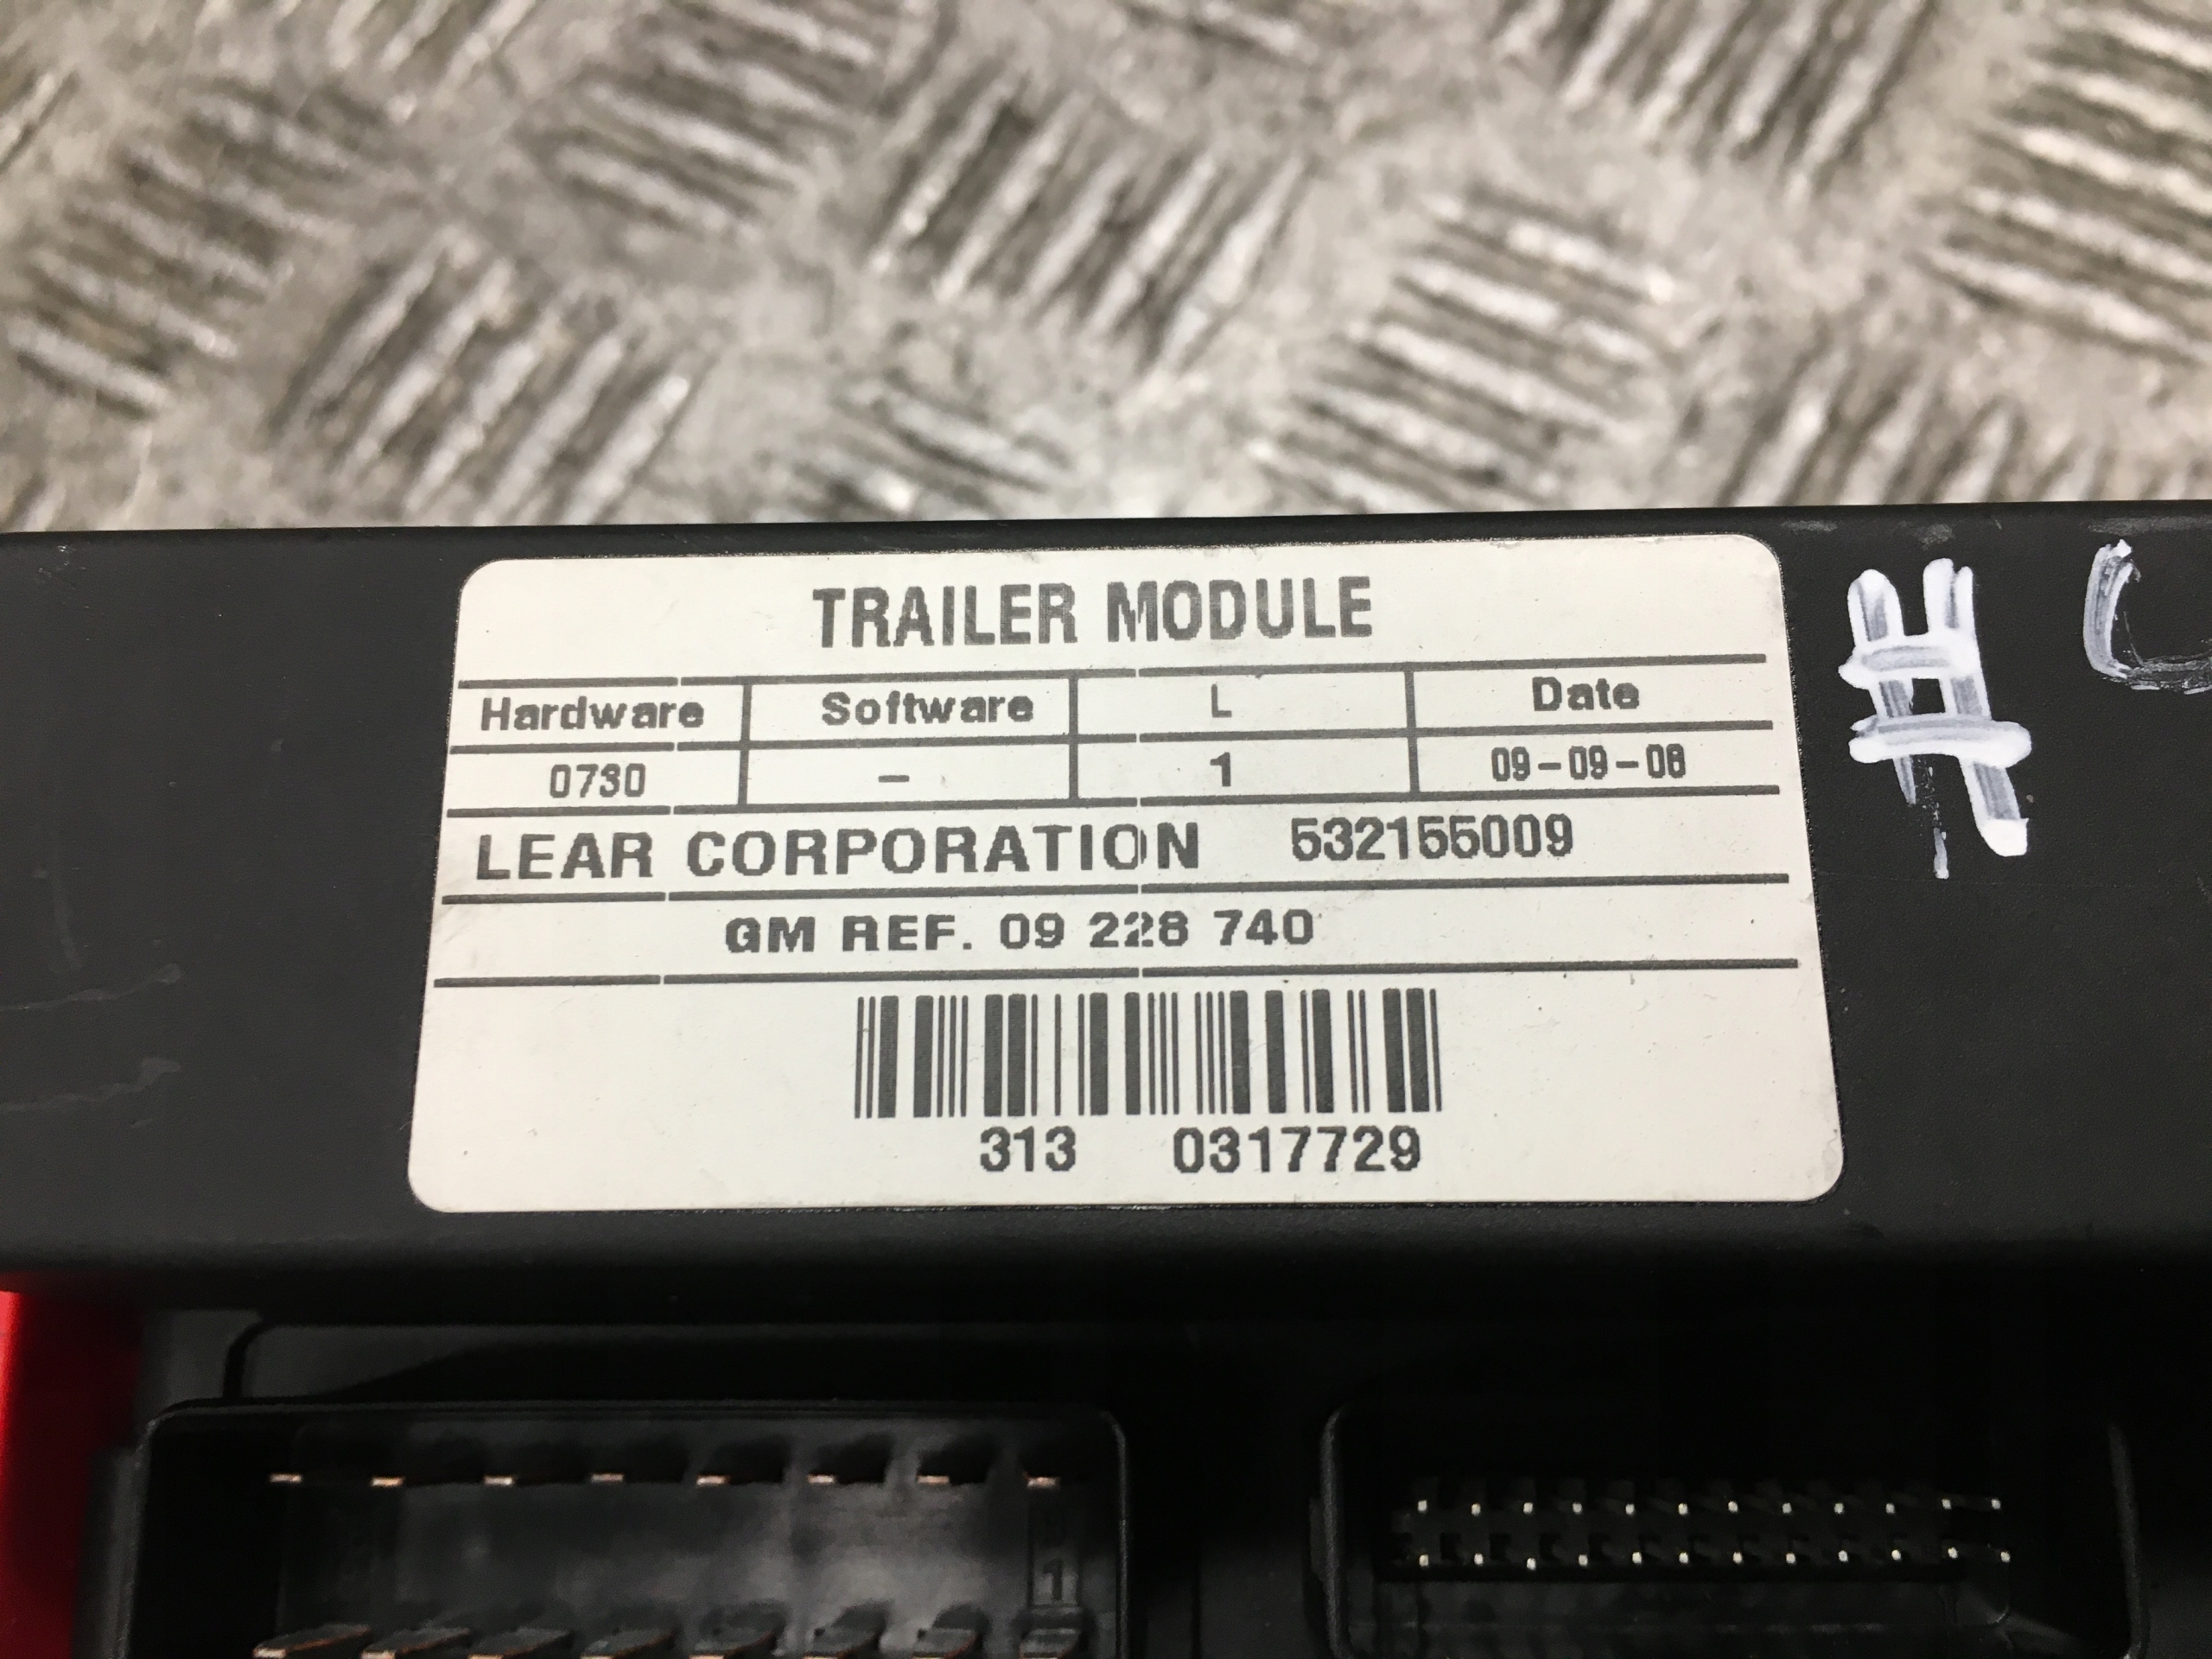 TRAILER MODULE
Hardware Software L Date
0730 – 1 09-09-08
LEAR CORPORATION 532155009
GM REF. 09 228 740
313 0317729
#
1